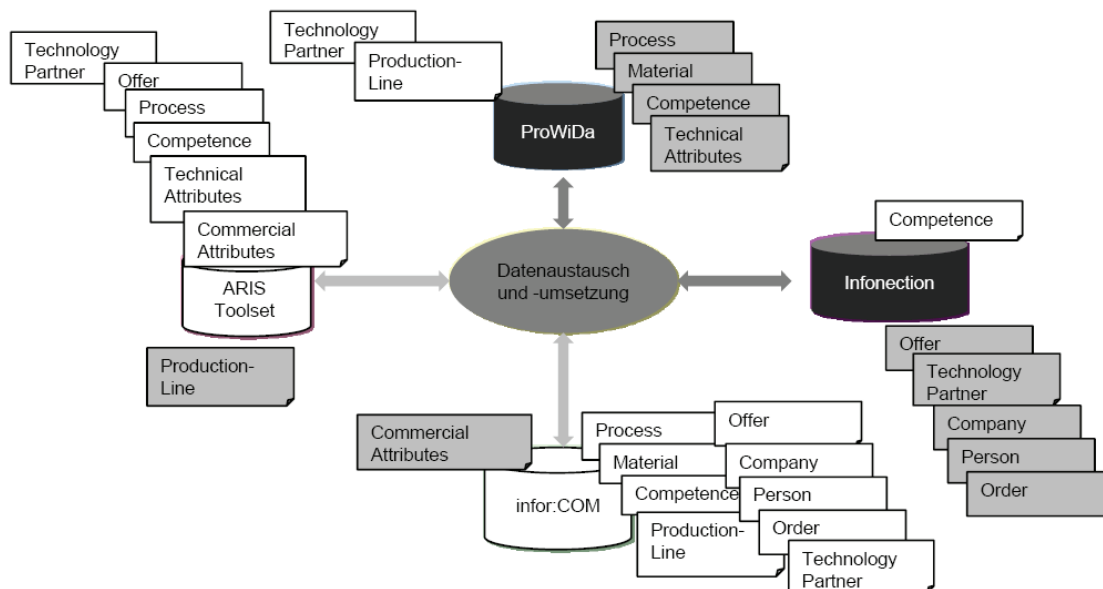 Technology
Partner
Offer
Process
Competence
Technical
Attributes
Commercial
Attributes
ARIS
Toolset
Production-
Line
Technology
Partner
Production-
Line
ProWiDa
Process
Material
Competence
Technical
Attributes
Datenaustausch
und -umsetzung
Competence
Infonection
Offer
Technology
Partner
Company
Person
Order
Commercial
Attributes
infor:COM
Process
Material
Competence
Production-
Line
Offer
Company
Person
Order
Technology
Partner